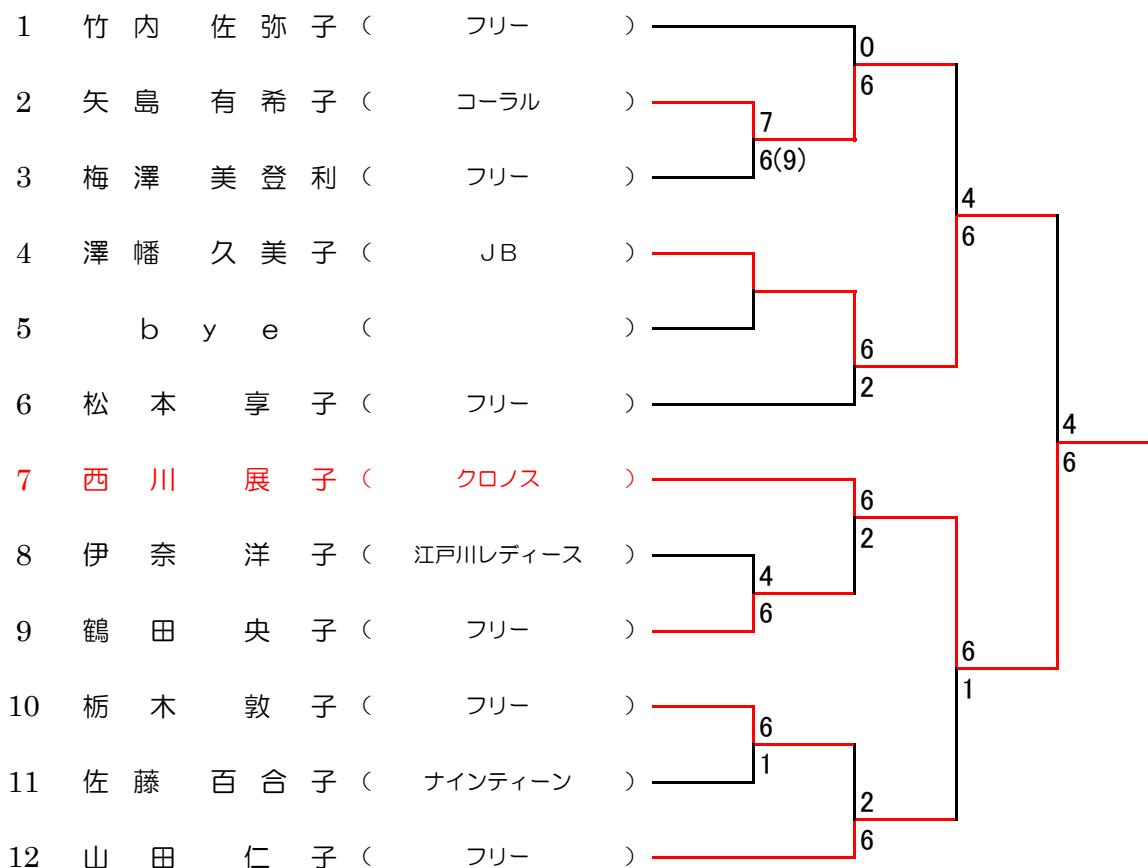 1 竹内 佐弥子 ( フリー )
0
2 矢島 有希子 ( コーラル )
6
7
3 梅澤 美登利 ( フリー )
6(9)
4
4 澤幡 久美子 ( JB )
6
5 bye ( )
6
6 松本 享子 ( フリー )
2
4
7 西川 展子 ( クロノス )
6
6
8 伊奈 洋子 ( 江戸川レディース )
2
4
9 鶴田 央子 ( フリー )
6
6
10 栃木 敦子 ( フリー )
1
6
11 佐藤 百合子 ( ナインティーン )
1
2
12 山田 仁子 ( フリー )
6